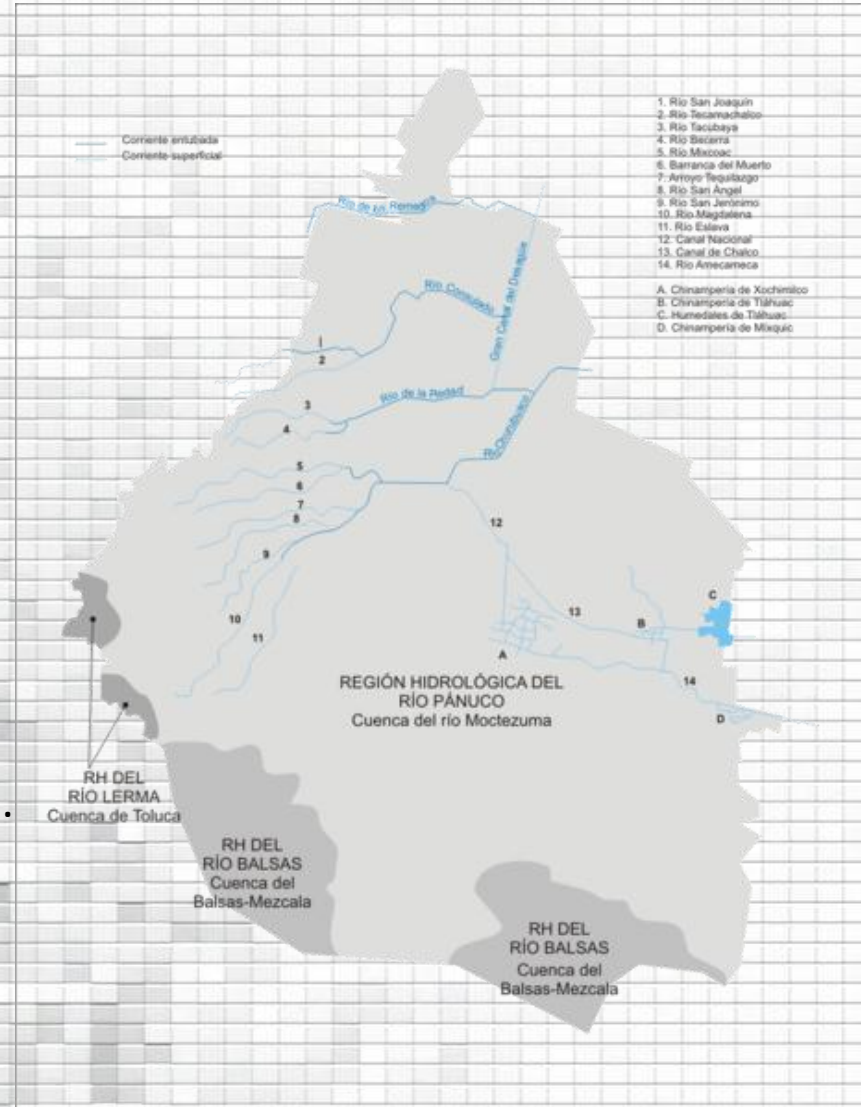 Corriente entubada
Corriente superficial
1. Río San Joaquín
2. Río Tecamachalco
3. Río Tacubaya
4. Río Becerra
5. Río Mixcoac
6. Barranca del Muerto
7. Arroyo Tequilazgo
8. Río San Ángel
9. Río San Jerónimo
10. Río Magdalena
11. Río Eslava
12. Canal Nacional
13. Canal de Chalco
14. Río Amecameca
A. Chinampería de Xochimilco
B. Chinampería de Tláhuac
C. Humedales de Tláhuac
D. Chinampería de Mixquic
Río de los Remedios
Río Consulado
Gran Canal del Desagüe
Río de la Piedad
Río Churubusco
1
2
3
4
5
6
7
8
9
10
11
12
13
14
A
B
C
D
REGIÓN HIDROLÓGICA DEL
RÍO PÁNUCO
Cuenca del río Moctezuma
RH DEL
RÍO LERMA
Cuenca de Toluca
RH DEL
RÍO BALSAS
Cuenca del
Balsas-Mezcala
RH DEL
RÍO BALSAS
Cuenca del
Balsas-Mezcala